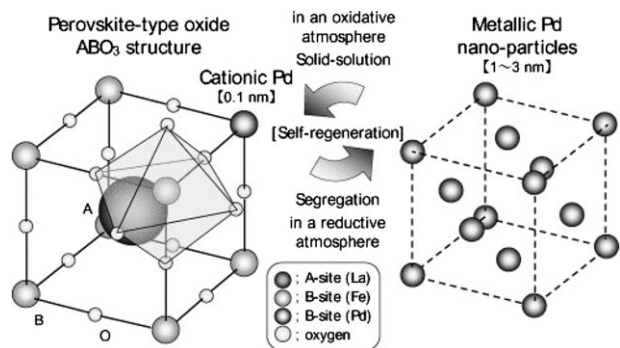 Perovskite-type oxide
ABO₃ structure
in an oxidative
atmosphere
Solid-solution
Metallic Pd
nano-particles
【1～3 nm】
Cationic Pd
【0.1 nm】
[Self-regeneration]
Segregation
in a reductive
atmosphere
A
B
O
; A-site (La)
; B-site (Fe)
; B-site (Pd)
; oxygen